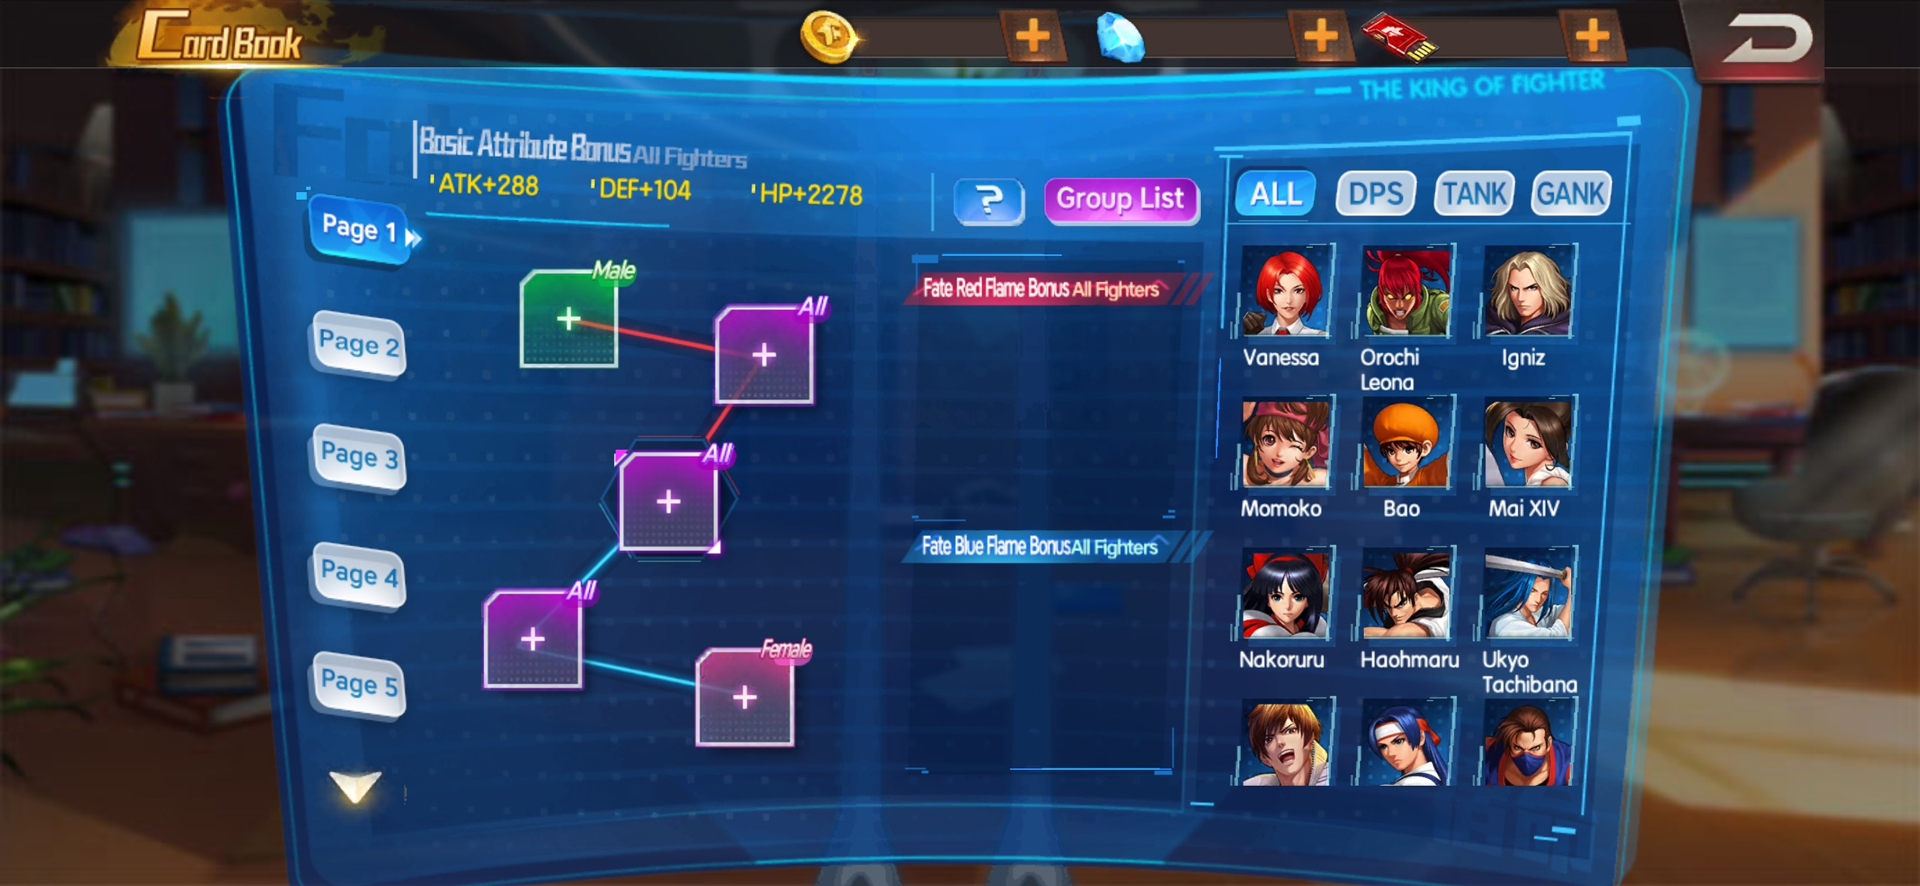 Card Book
THE KING OF FIGHTER
Basic Attribute Bonus All Fighters
ATK+288
DEF+104
HP+2278
?
Group List
ALL
DPS
TANK
GANK
Page 1
Page 2
Page 3
Page 4
Page 5
Male
All
All
All
Female
Fate Red Flame Bonus All Fighters
Fate Blue Flame Bonus All Fighters
Vanessa
Orochi
Leona
Igniz
Momoko
Bao
Mai XIV
Nakoruru
Haohmaru
Ukyo
Tachibana